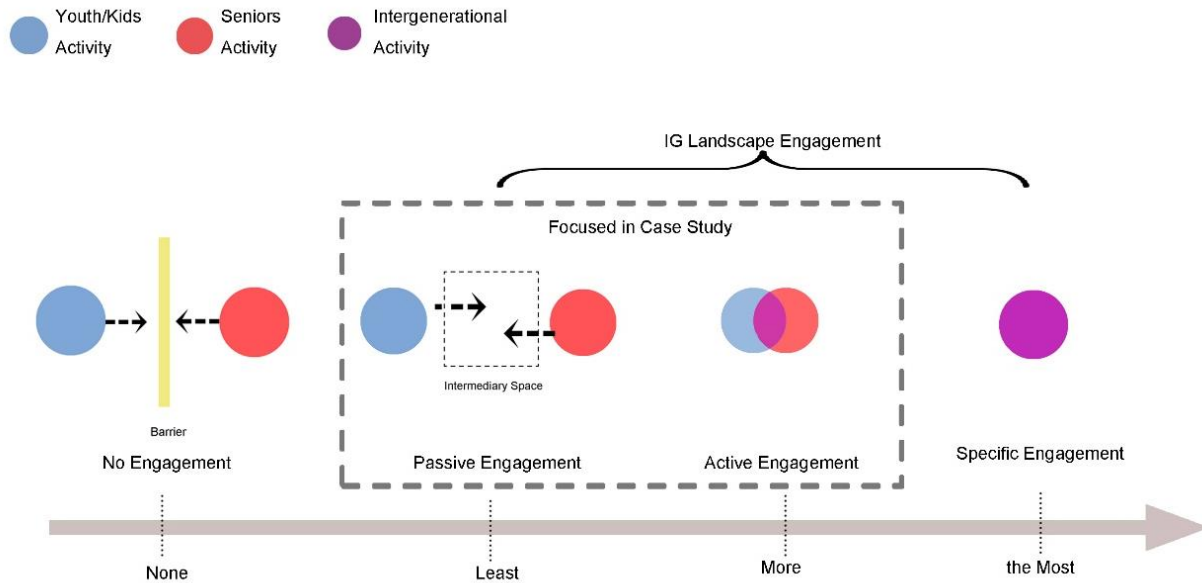 Youth/Kids
Activity
Seniors
Activity
Intergenerational
Activity
IG Landscape Engagement
Focused in Case Study
Intermediary Space
Barrier
No Engagement
Passive Engagement
Active Engagement
Specific Engagement
None
Least
More
the Most